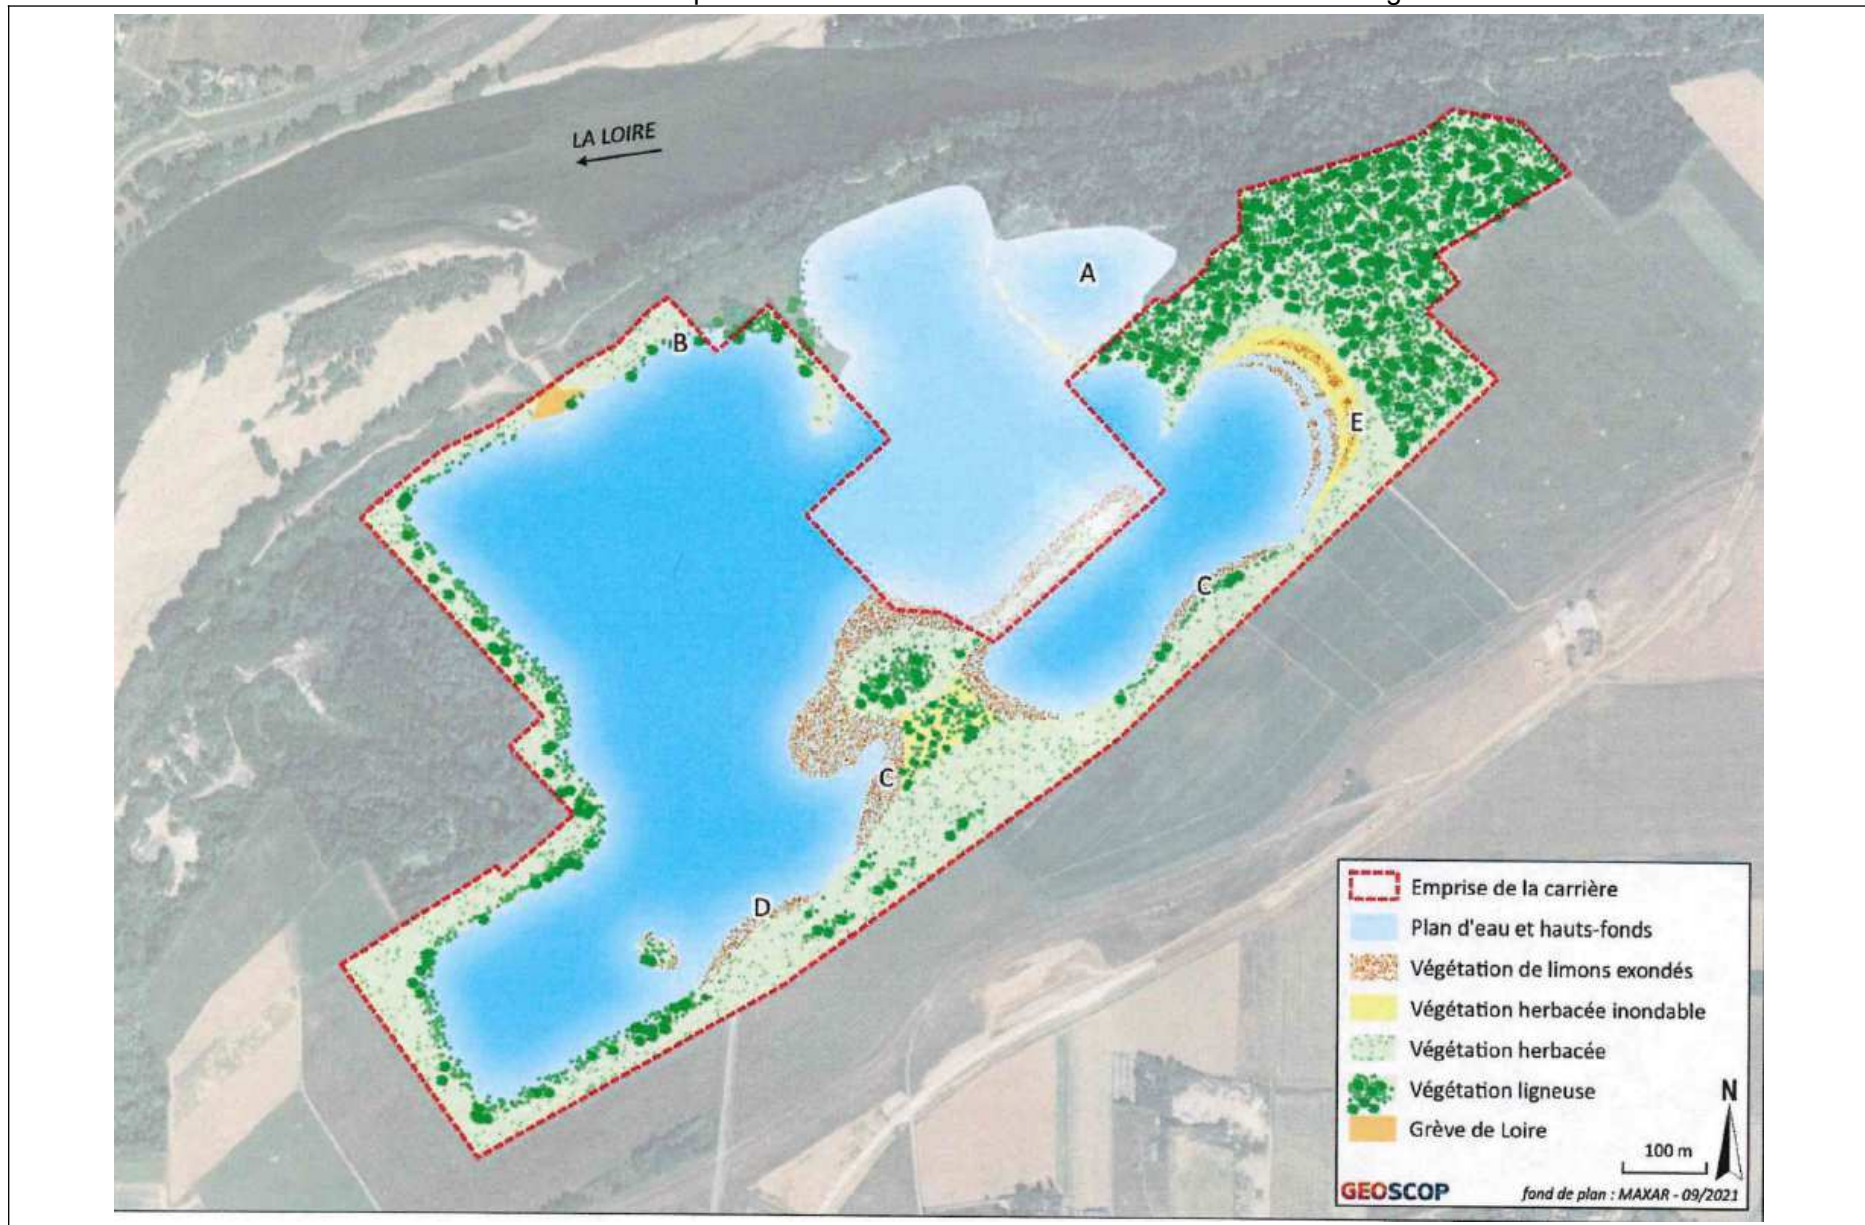 LA LOIRE
A
B
E
C
C
D
Emprise de la carrière
Plan d'eau et hauts-fonds
Végétation de limons exondés
Végétation herbacée inondable
Végétation herbacée
Végétation ligneuse
Grève de Loire
N
100 m
GEOSCOP
fond de plan : MAXAR - 09/2021